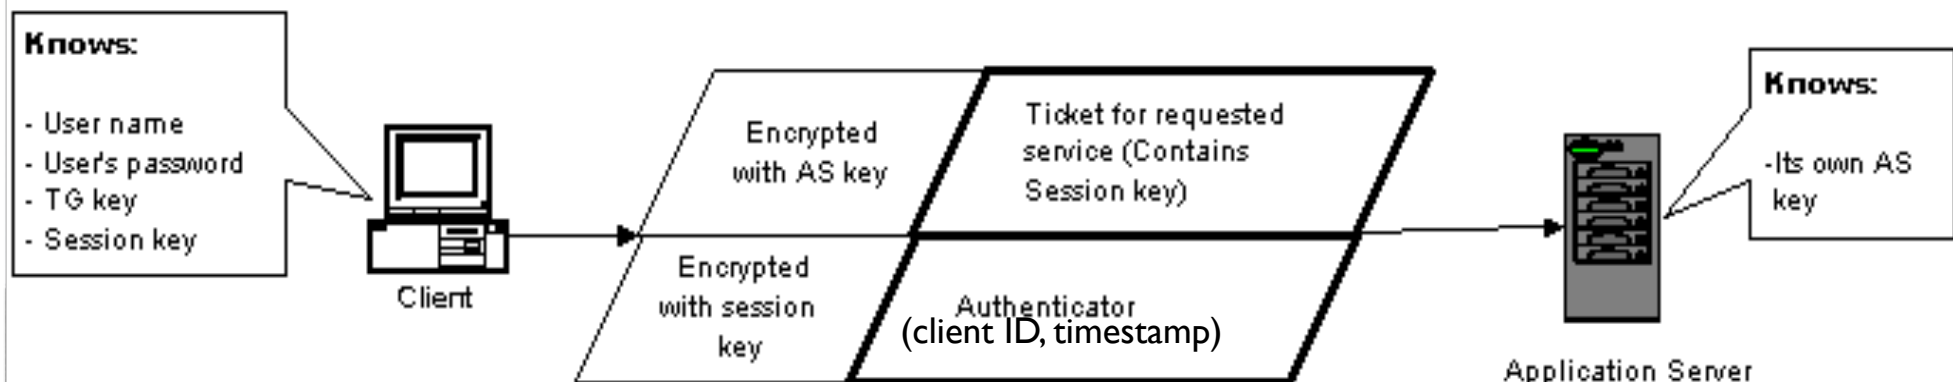 Knows:
- User name
- User's password
- TG key
- Session key
Client
Encrypted
with AS key
Ticket for requested
service (Contains
Session key)
Encrypted
with session
key
Authenticator
(client ID, timestamp)
Knows:
-Its own AS
key
Application Server